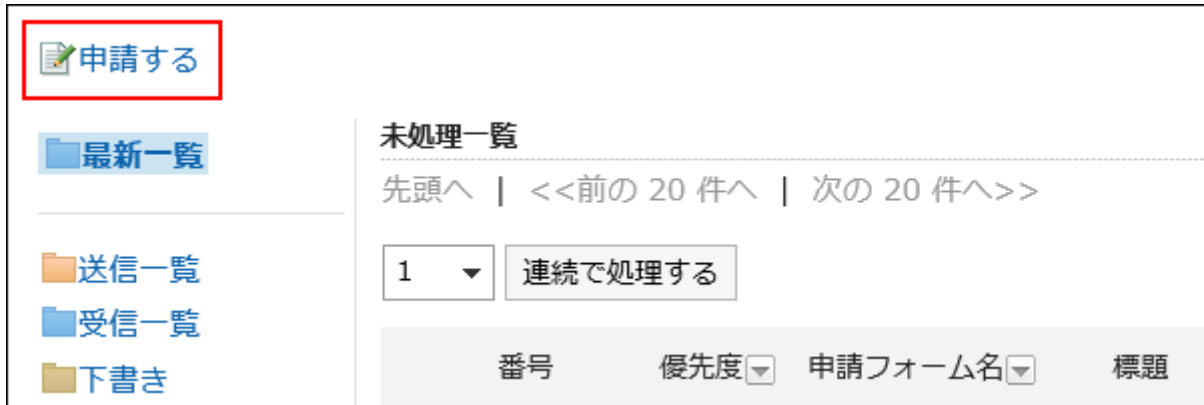 申請する
最新一覧
送信一覧
受信一覧
下書き
未処理一覧
先頭へ | <<前の 20 件へ | 次の 20 件へ>>
1 連続で処理する
番号 優先度 申請フォーム名 標題